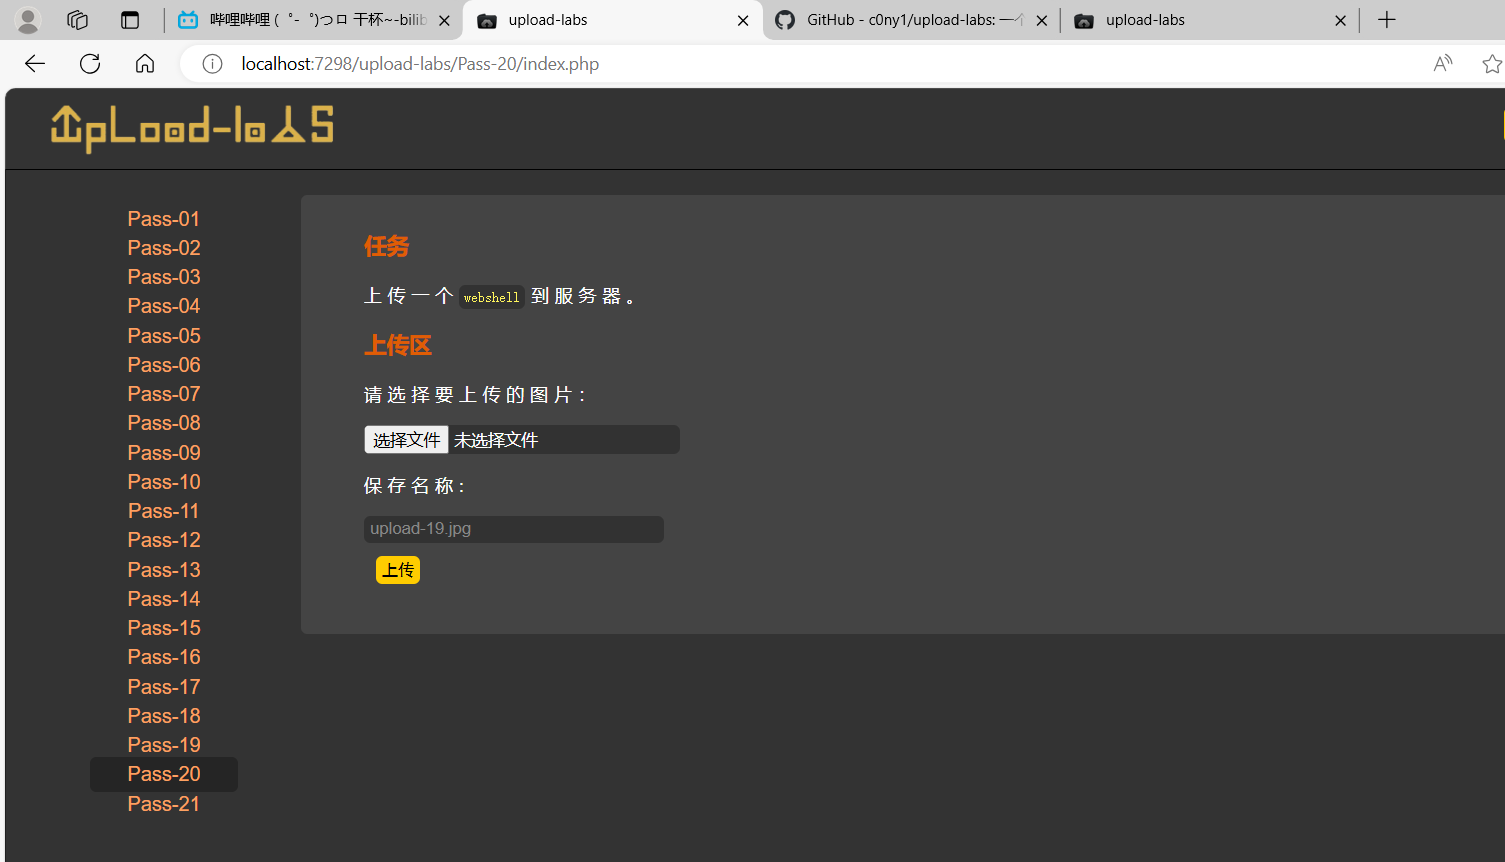 哔哩哔哩 (゜-゜)つロ 干杯~-bilib
upload-labs
GitHub - c0ny1/upload-labs: 一个
upload-labs
localhost:7298/upload-labs/Pass-20/index.php
UpLoad-labS
Pass-01
Pass-02
Pass-03
Pass-04
Pass-05
Pass-06
Pass-07
Pass-08
Pass-09
Pass-10
Pass-11
Pass-12
Pass-13
Pass-14
Pass-15
Pass-16
Pass-17
Pass-18
Pass-19
Pass-20
Pass-21
任务
上传一个 webshell 到服务器。
上传区
请选择要上传的图片：
选择文件 未选择文件
保存名称：
upload-19.jpg
上传